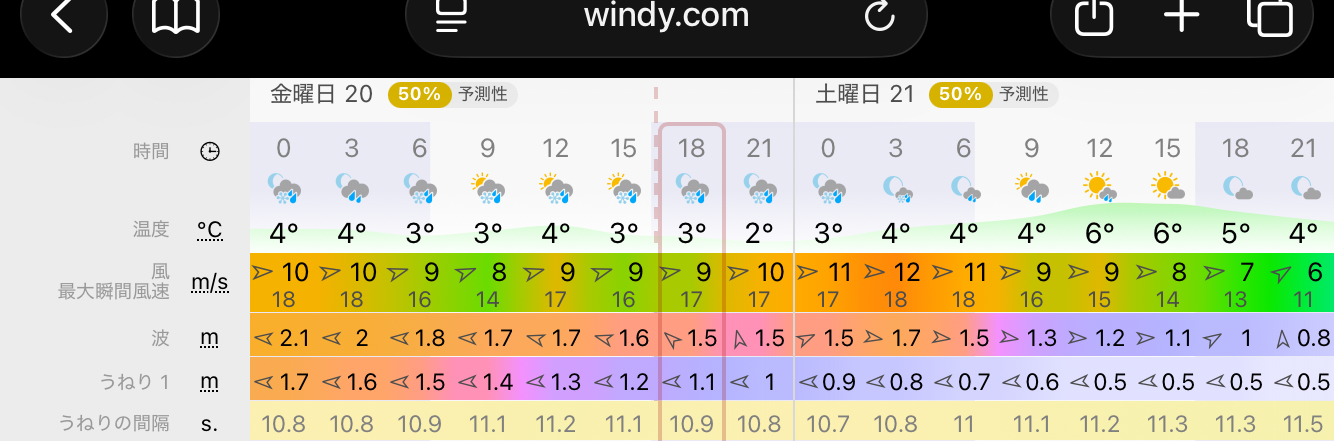 windy.com
金曜日 20 50% 予測性 土曜日 21 50% 予測性
時間 0 3 6 9 12 15 18 21 0 3 6 9 12 15 18 21
温度 °C 4° 4° 3° 3° 4° 3° 3° 2° 3° 4° 4° 4° 6° 6° 5° 4°
風 m/s 10 10 9 8 9 9 9 10 11 12 11 9 9 8 7 6
最大瞬間風速 18 18 16 14 17 16 17 17 17 18 18 16 15 14 13 11
波 m 2.1 2 1.8 1.7 1.7 1.6 1.5 1.5 1.5 1.7 1.5 1.3 1.2 1.1 1 0.8
うねり 1 m 1.7 1.6 1.5 1.4 1.3 1.2 1.1 1 0.9 0.8 0.7 0.6 0.5 0.5 0.5 0.5
うねりの間隔 s. 10.8 10.8 10.9 11.1 11.2 11.1 10.9 10.8 10.7 10.8 11 11.1 11.2 11.3 11.3 11.5